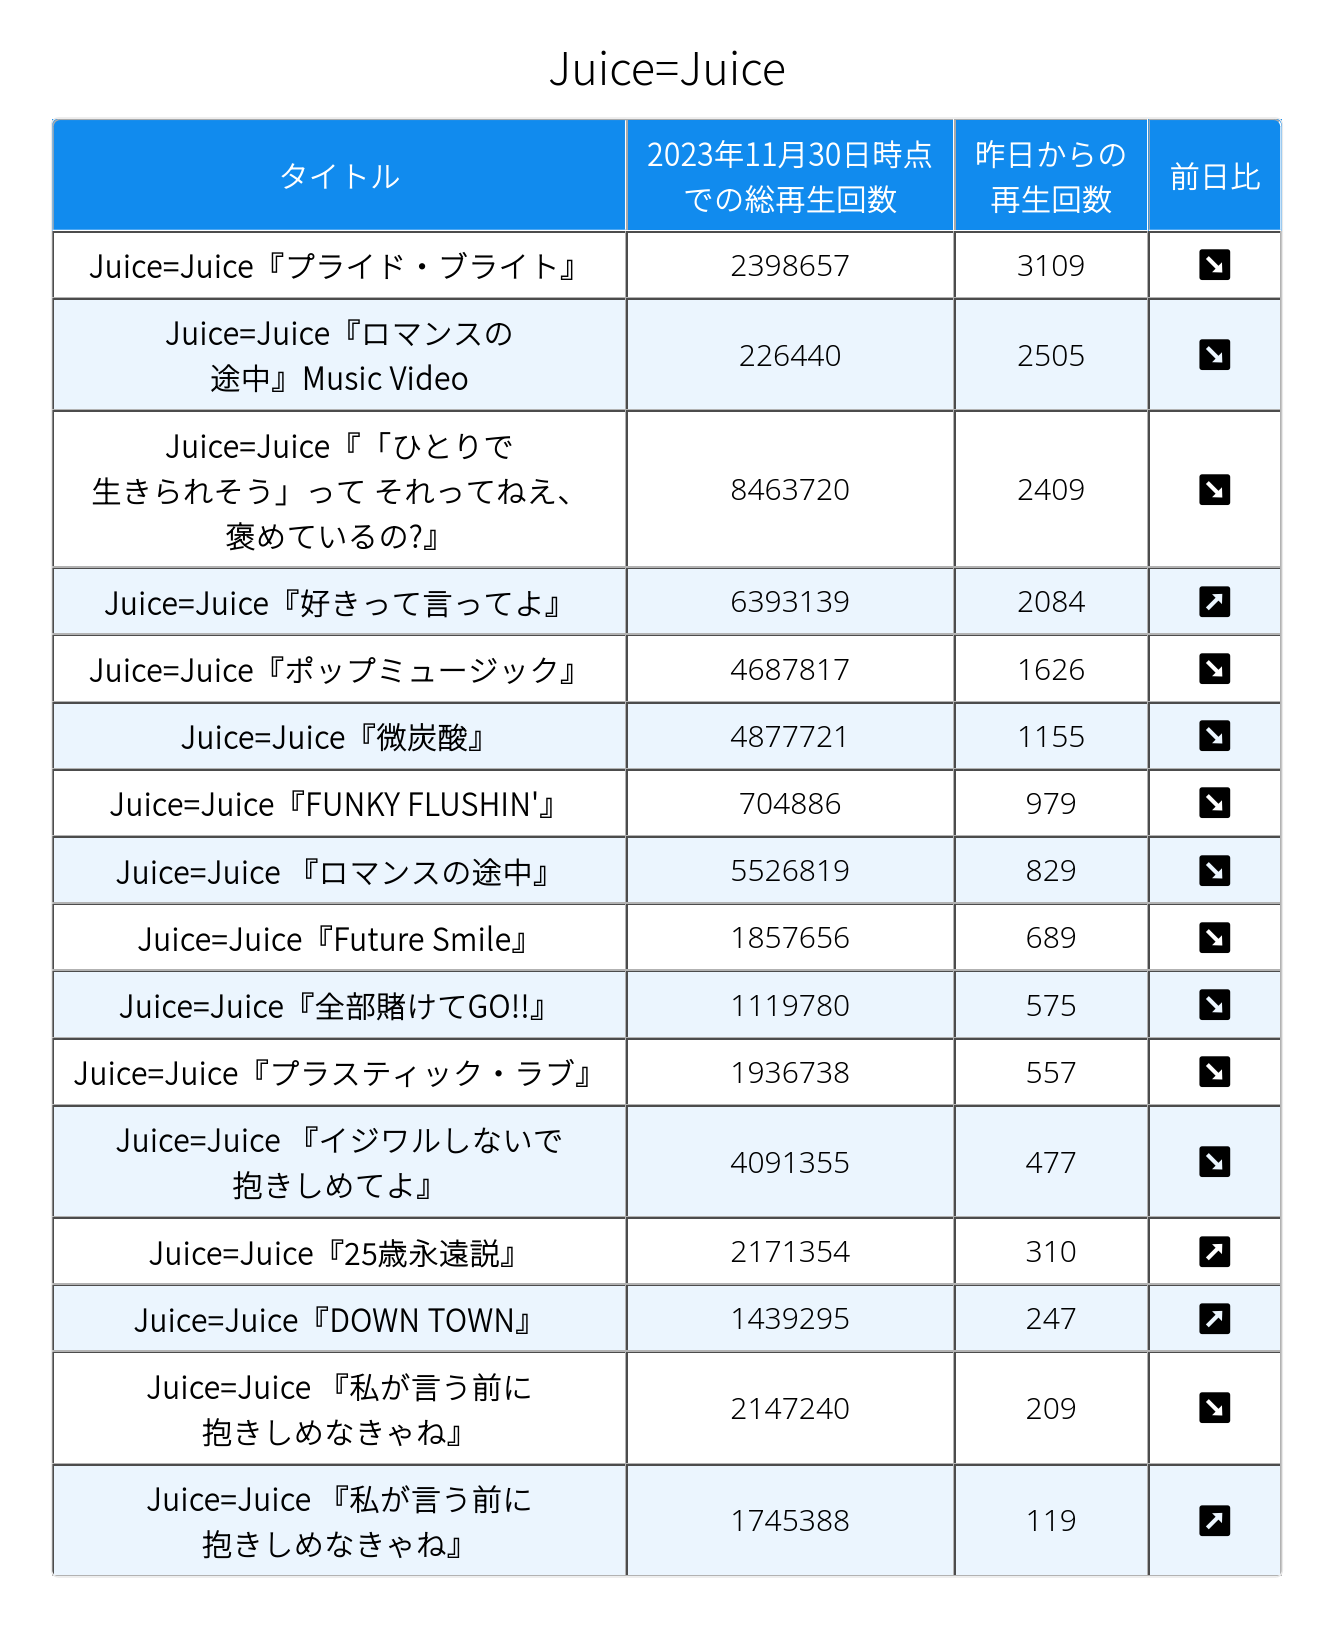 Juice=Juice
タイトル
2023年11月30日時点
での総再生回数
昨日からの
再生回数
前日比
Juice=Juice『プライド・ブライト』
2398657
3109
Juice=Juice『ロマンスの
途中』Music Video
226440
2505
Juice=Juice『「ひとりで
生きられそう」って それってねえ、
褒めているの?』
8463720
2409
Juice=Juice『好きって言ってよ』
6393139
2084
Juice=Juice『ポップミュージック』
4687817
1626
Juice=Juice『微炭酸』
4877721
1155
Juice=Juice『FUNKY FLUSHIN'』
704886
979
Juice=Juice 『ロマンスの途中』
5526819
829
Juice=Juice『Future Smile』
1857656
689
Juice=Juice『全部賭けてGO!!』
1119780
575
Juice=Juice『プラスティック・ラブ』
1936738
557
Juice=Juice 『イジワルしないで
抱きしめてよ』
4091355
477
Juice=Juice『25歳永遠説』
2171354
310
Juice=Juice『DOWN TOWN』
1439295
247
Juice=Juice 『私が言う前に
抱きしめなきゃね』
2147240
209
Juice=Juice 『私が言う前に
抱きしめなきゃね』
1745388
119